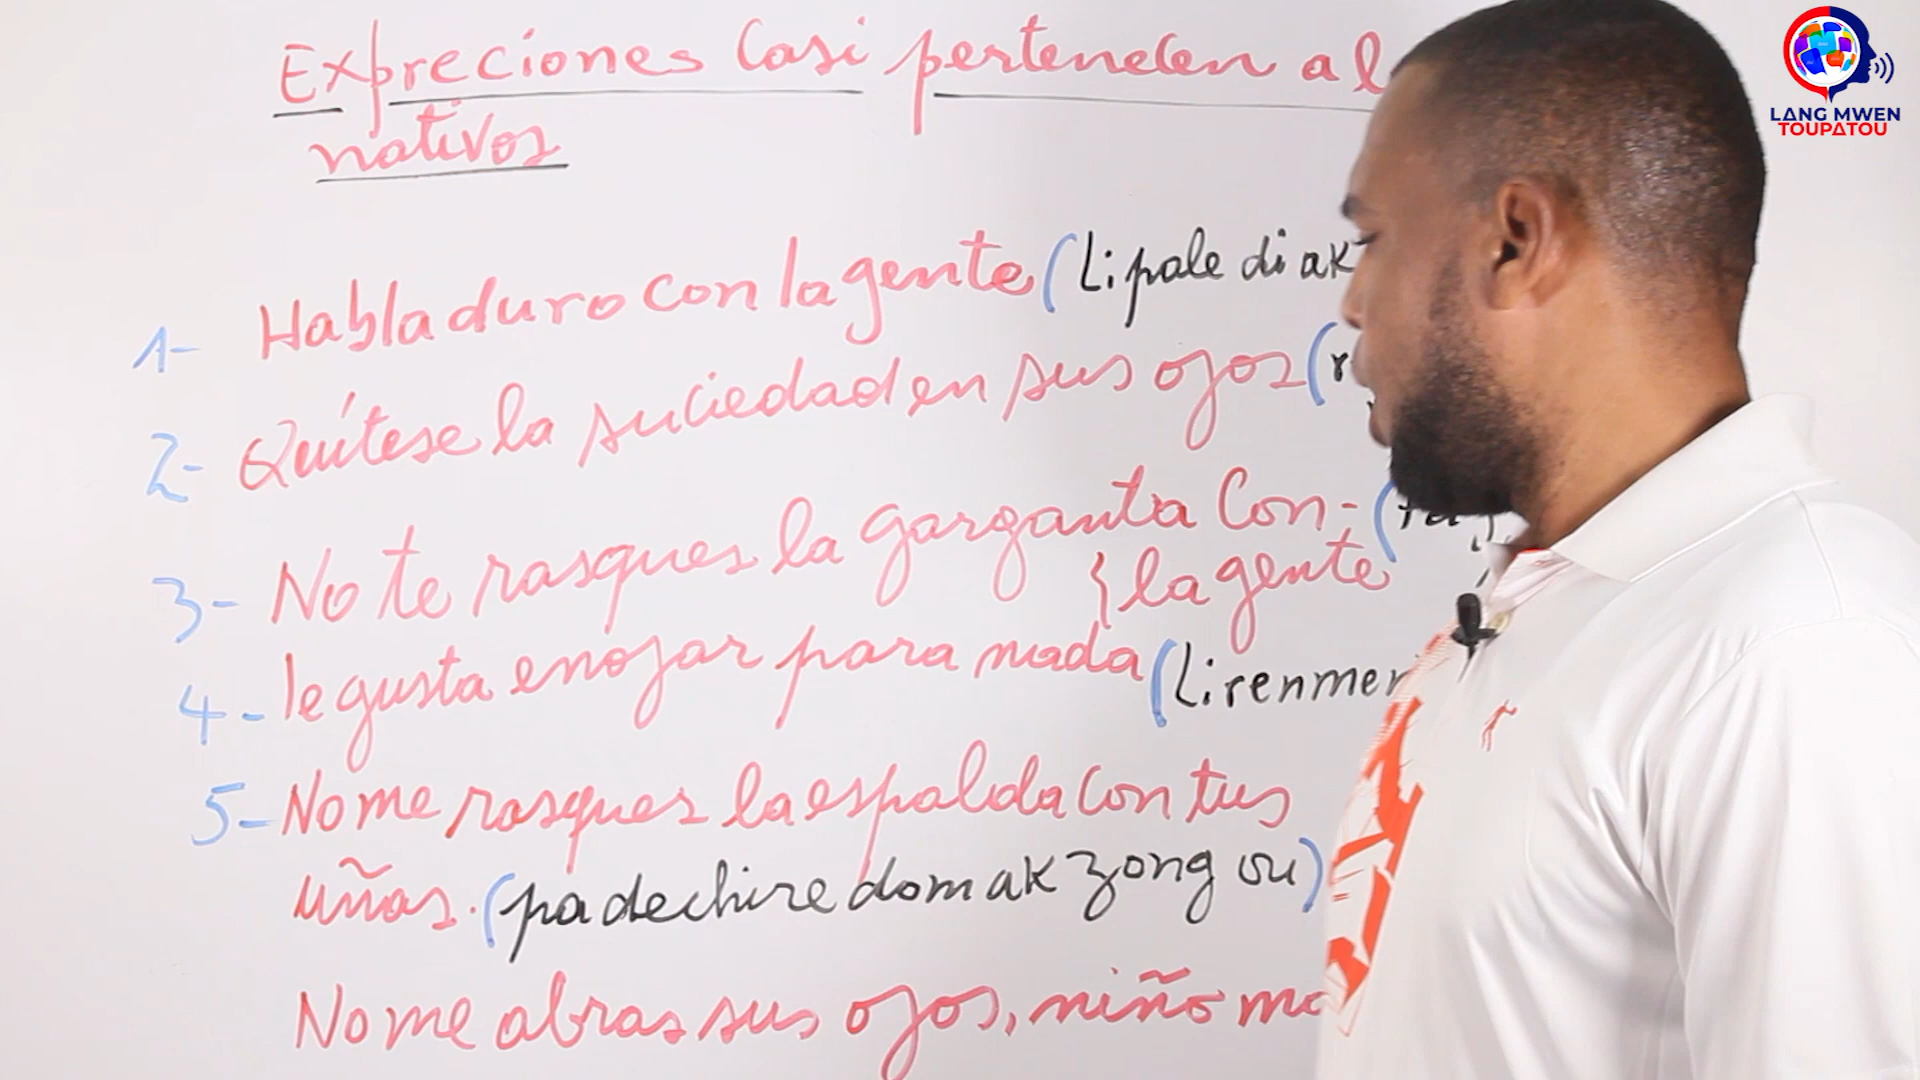 Expreciones Casi pertenecen al
nativos
1- Habla duro con la gente (Li pale di ak
2- Quítese la suciedad en sus ojos (r
3- No te rasques la garganta Con- (
{ la gente
4- le gusta enojar para nada (Li renmen
5- No me rasques la espalda Con tus
uñas. (pa dechire dom ak zong ou)
No me abras sus ojos, niño ma
LANG MWEN
TOUPATOU